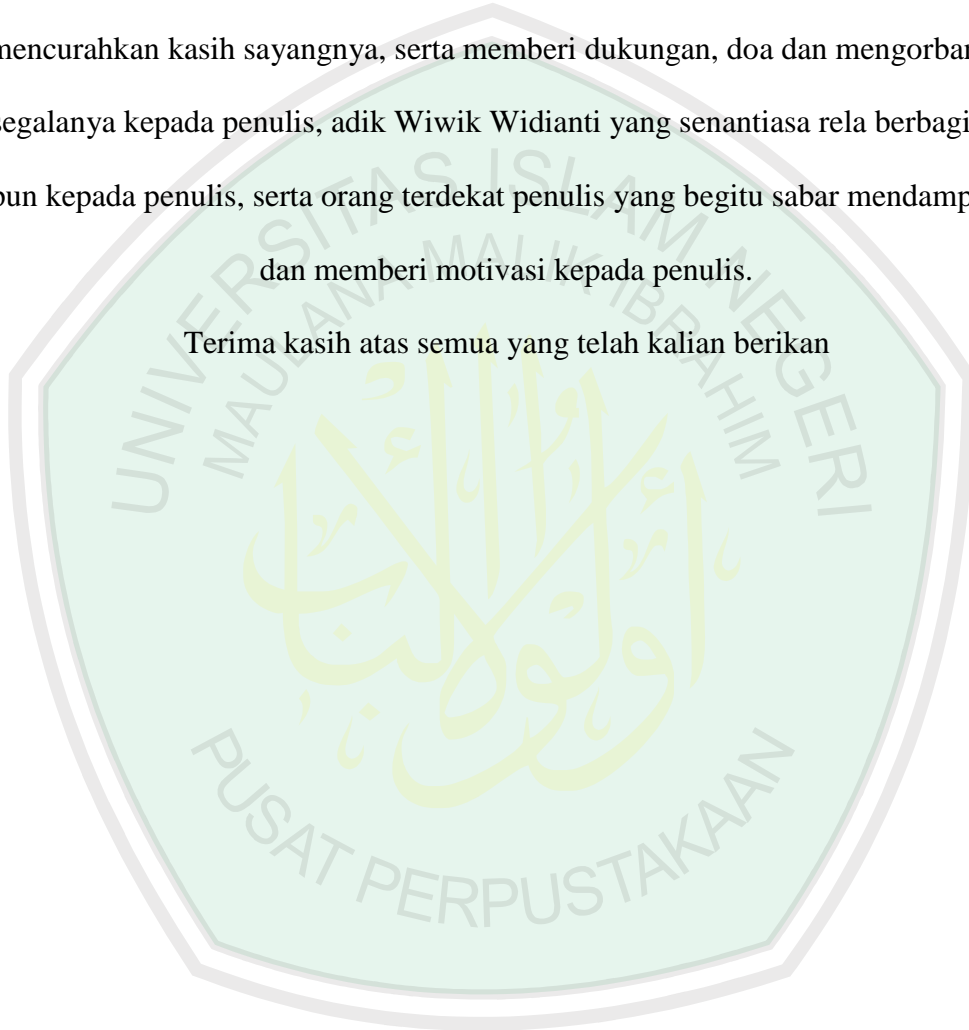 mencurahkan kasih sayangnya, serta memberi dukungan, doa dan mengorban
segalanya kepada penulis, adik Wiwik Widianti yang senantiasa rela berbagi
pun kepada penulis, serta orang terdekat penulis yang begitu sabar mendamp
dan memberi motivasi kepada penulis.
Terima kasih atas semua yang telah kalian berikan
UNIVERSITAS ISLAM NEGERI
MAULANA MALIK IBRAHIM
أولوا الألباب
PUSAT PERPUSTAKAAN